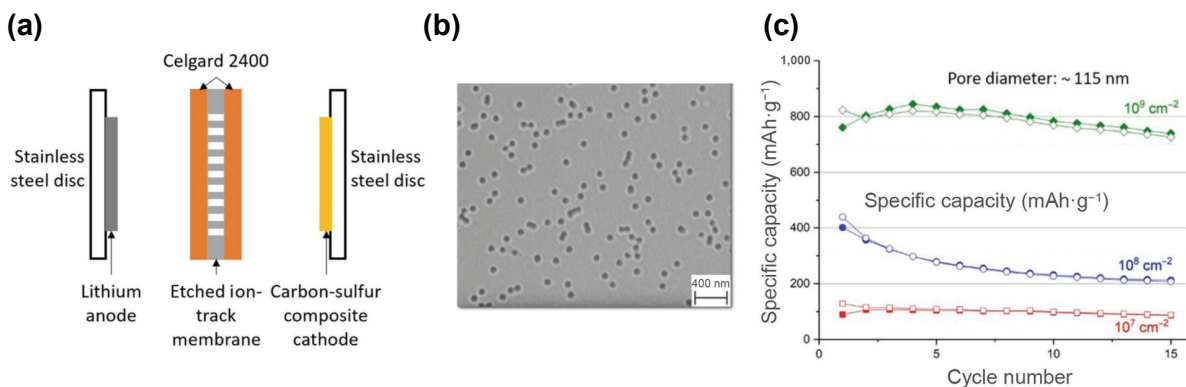 (a)
Celgard 2400
Stainless
steel disc
Stainless
steel disc
Lithium
anode
Etched ion-
track
membrane
Carbon-sulfur
composite
cathode
(b)
400 nm
(c)
Specific capacity (mAh·g⁻¹)
1,000
800
600
400
200
0
Pore diameter: ~ 115 nm
10⁹ cm⁻²
Specific capacity (mAh·g⁻¹)
10⁸ cm⁻²
10⁷ cm⁻²
0
5
10
15
Cycle number